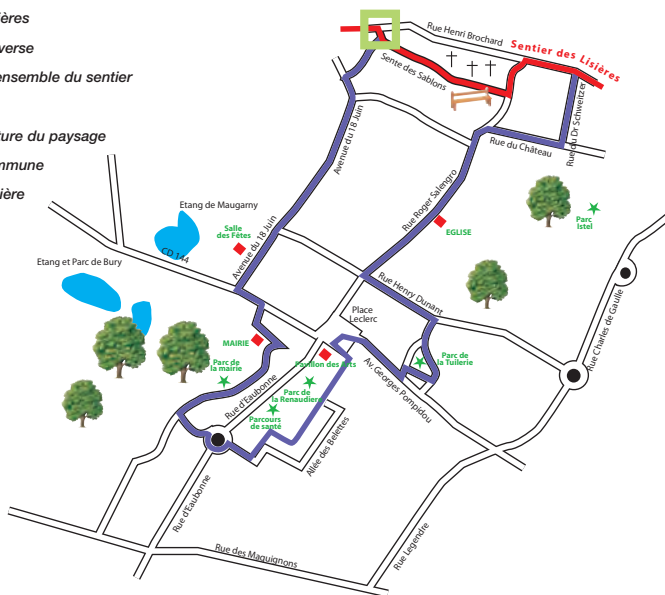 ières
verse
ensemble du sentier
ture du paysage
mmune
ière
Rue Henri Brochard
Sentier des Lisières
Sente des Sablons
Avenue du 18 Juin
Rue du Château
Rue du Dr Schweitzer
Rue Roger Salengro
EGLISE
Parc
Istel
Etang de Maugarny
Salle
des Fêtes
Avenue du 18 Juin
CD 144
Etang et Parc de Bury
Rue Henry Dunant
Place
Leclerc
Rue Charles de Gaulle
MAIRIE
Pavillon des Arts
Parc de
la mairie
Parc de
la Renaudière
Parc de
la Tuilerie
Av. Georges Pompidou
Rue d'Eaubonne
Parcours
de santé
Allée des Belettes
Rue d'Eaubonne
Rue des Maquignons
Rue Legendre